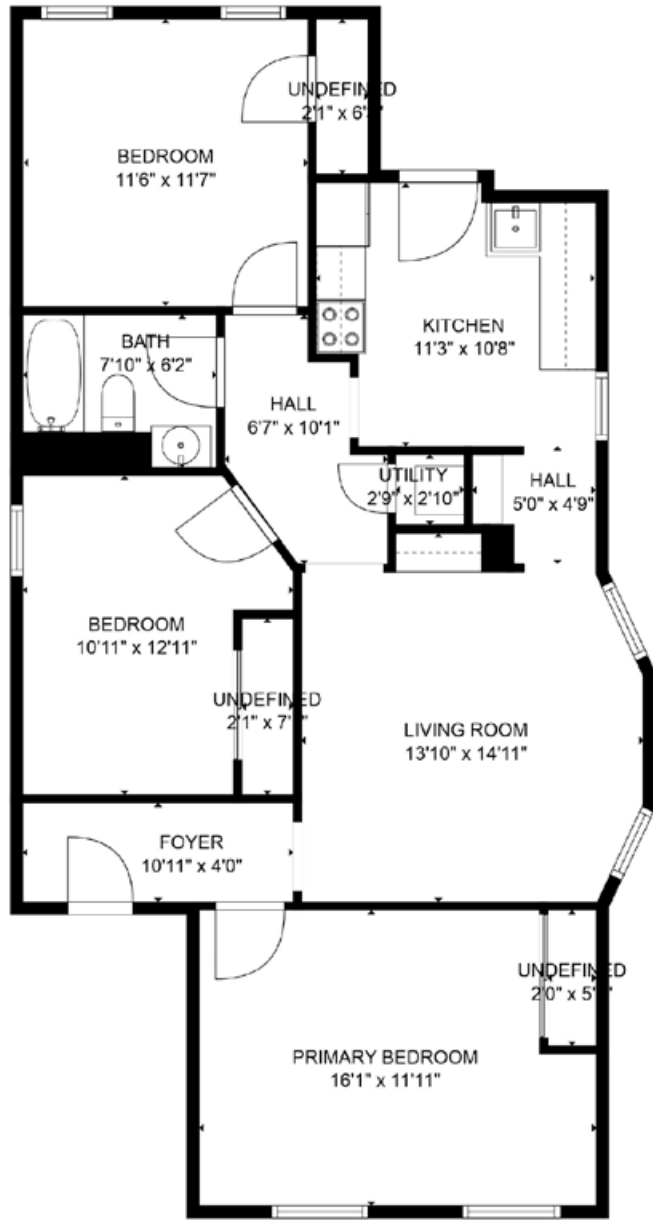 UNDEFINED
BEDROOM
11'6" x 11'7"
KITCHEN
11'3" x 10'8"
BATH
7'10" x 6'2"
HALL
6'7" x 10'1"
UTILITY
2'9" x 2'10"
HALL
5'0" x 4'9"
BEDROOM
10'11" x 12'11"
UNDEFINED
LIVING ROOM
13'10" x 14'11"
FOYER
10'11" x 4'0"
UNDEFINED
PRIMARY BEDROOM
16'1" x 11'11"